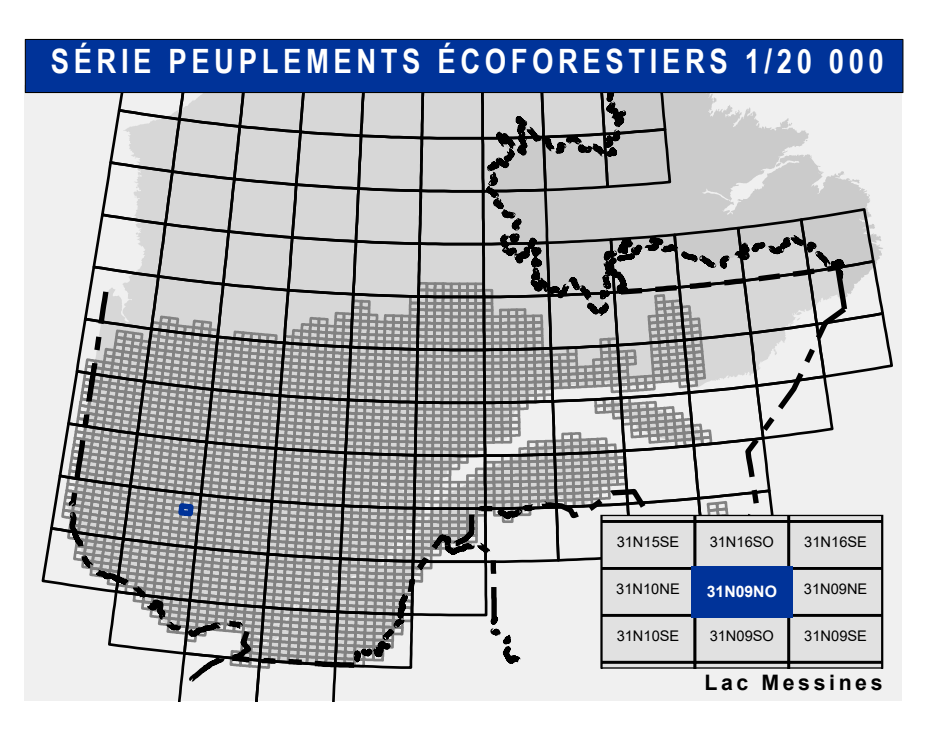 SÉRIE PEUPLEMENTS ÉCOFORESTIERS 1/20 000
31N15SE 31N16SO 31N16SE
31N10NE 31N09NO 31N09NE
31N10SE 31N09SO 31N09SE
Lac Messines